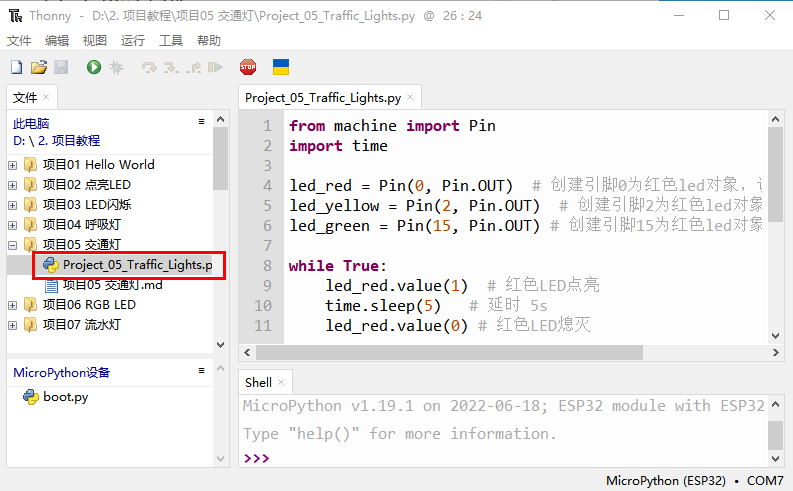 Thonny - D:\2. 项目教程\项目05 交通灯\Project_05_Traffic_Lights.py @ 26 : 24
文件 编辑 视图 运行 工具 帮助
STOP
文件 ×
此电脑
D: \ 2. 项目教程
项目01 Hello World
项目02 点亮LED
项目03 LED闪烁
项目04 呼吸灯
项目05 交通灯
Project_05_Traffic_Lights.p
项目05 交通灯.md
项目06 RGB LED
项目07 流水灯
MicroPython设备
boot.py
Project_05_Traffic_Lights.py ×
1 from machine import Pin
2 import time
3
4 led_red = Pin(0, Pin.OUT) # 创建引脚0为红色led对象，
5 led_yellow = Pin(2, Pin.OUT) # 创建引脚2为红色led对象
6 led_green = Pin(15, Pin.OUT) # 创建引脚15为红色led对象
7
8 while True:
9 led_red.value(1) # 红色LED点亮
10 time.sleep(5) # 延时 5s
11 led_red.value(0) # 红色LED熄灭
Shell ×
MicroPython v1.19.1 on 2022-06-18; ESP32 module with ESP32
Type "help()" for more information.
>>>
MicroPython (ESP32) • COM7